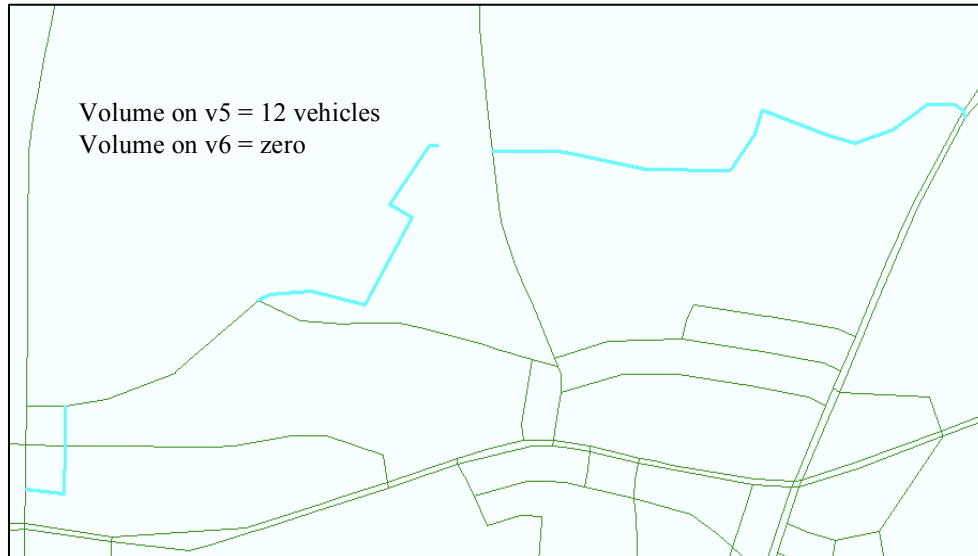 Volume on v5 = 12 vehicles
Volume on v6 = zero